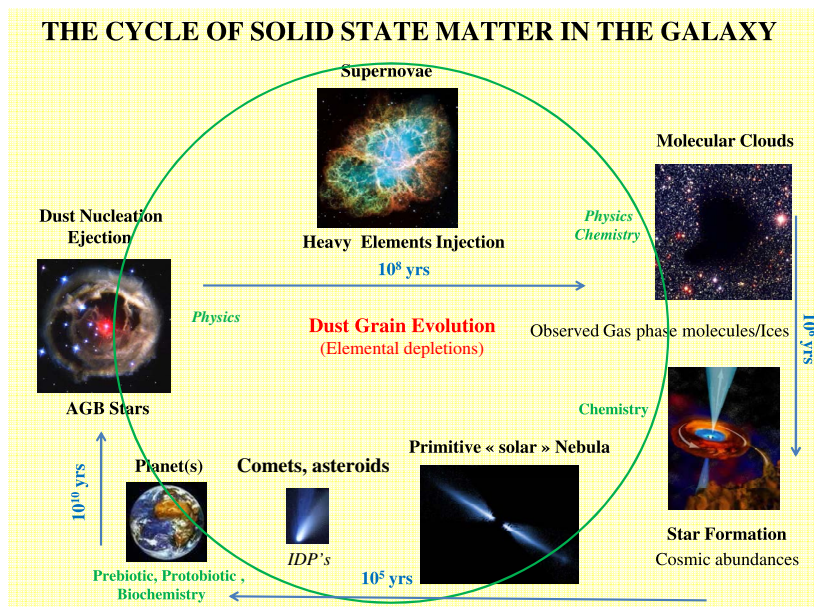 THE CYCLE OF SOLID STATE MATTER IN THE GALAXY
Supernovae
Molecular Clouds
Dust Nucleation
Ejection
Physics
Chemistry
Heavy Elements Injection
10⁸ yrs
Physics
Dust Grain Evolution
(Elemental depletions)
Observed Gas phase molecules/Ices
10⁶ yrs
AGB Stars
Chemistry
Primitive « solar » Nebula
Planet(s)
Comets, asteroids
10¹⁰ yrs
Star Formation
Cosmic abundances
IDP's
Prebiotic, Protobiotic ,
Biochemistry
10⁵ yrs